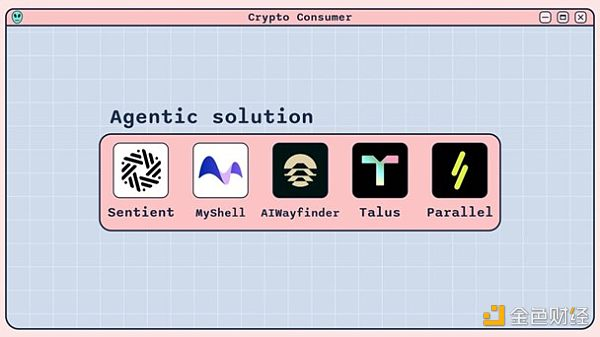 Crypto Consumer
Agentic solution
Sentient MyShell AIWayfinder Talus Parallel
金色财经